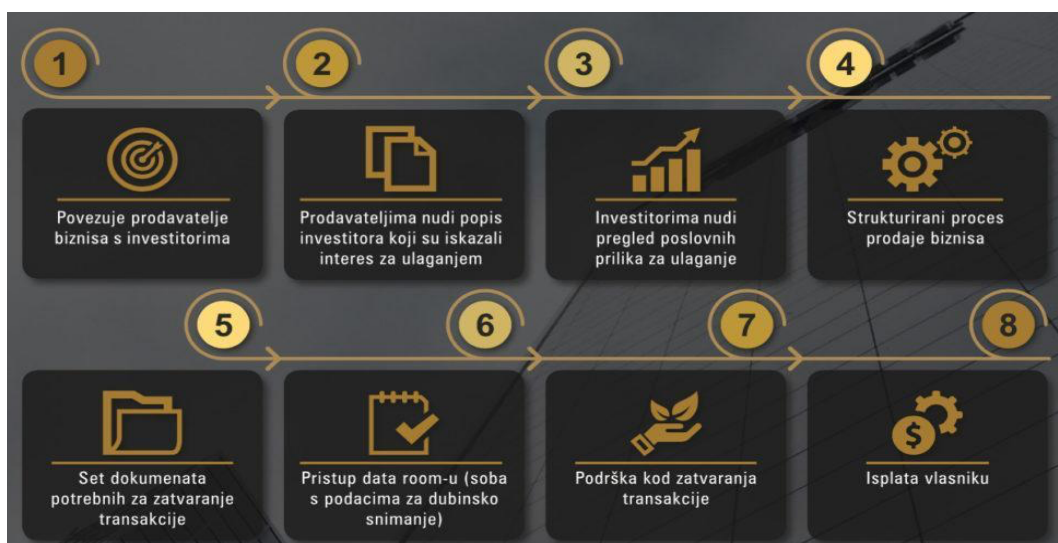 1
2
3
4
Povezuje prodavatelje
biznisa s investitorima
Prodavateljima nudi popis
investitora koji su iskazali
interes za ulaganjem
Investitorima nudi
pregled poslovnih
prilika za ulaganje
Strukturirani proces
prodaje biznisa
5
6
7
8
Set dokumenata
potrebnih za zatvaranje
transakcije
Pristup data room-u (soba
s podacima za dubinsko
snimanje)
Podrška kod zatvaranja
transakcije
$
Isplata vlasniku